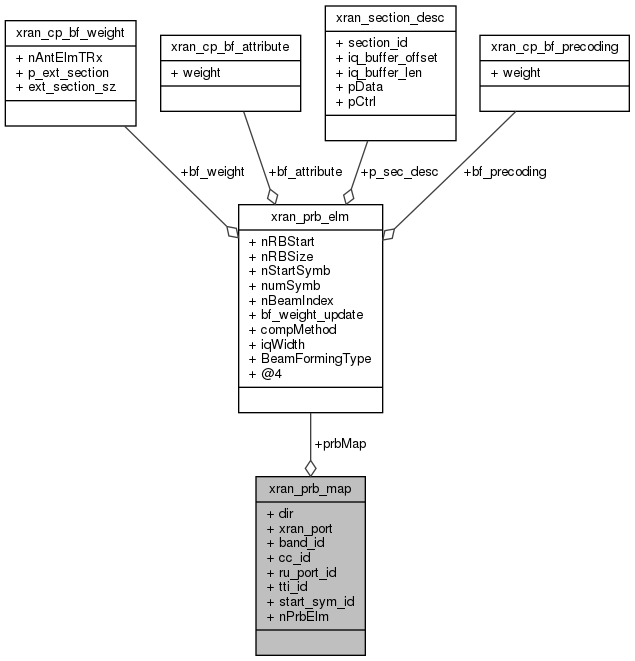 xran_cp_bf_weight
+ nAntElmTRx
+ p_ext_section
+ ext_section_sz
xran_cp_bf_attribute
+ weight
xran_section_desc
+ section_id
+ iq_buffer_offset
+ iq_buffer_len
+ pData
+ pCtrl
xran_cp_bf_precoding
+ weight
+bf_weight
+bf_attribute
+p_sec_desc
+bf_precoding
xran_prb_elm
+ nRBStart
+ nRBSize
+ nStartSymb
+ numSymb
+ nBeamIndex
+ bf_weight_update
+ compMethod
+ iqWidth
+ BeamFormingType
+ @4
+prbMap
xran_prb_map
+ dir
+ xran_port
+ band_id
+ cc_id
+ ru_port_id
+ tti_id
+ start_sym_id
+ nPrbElm